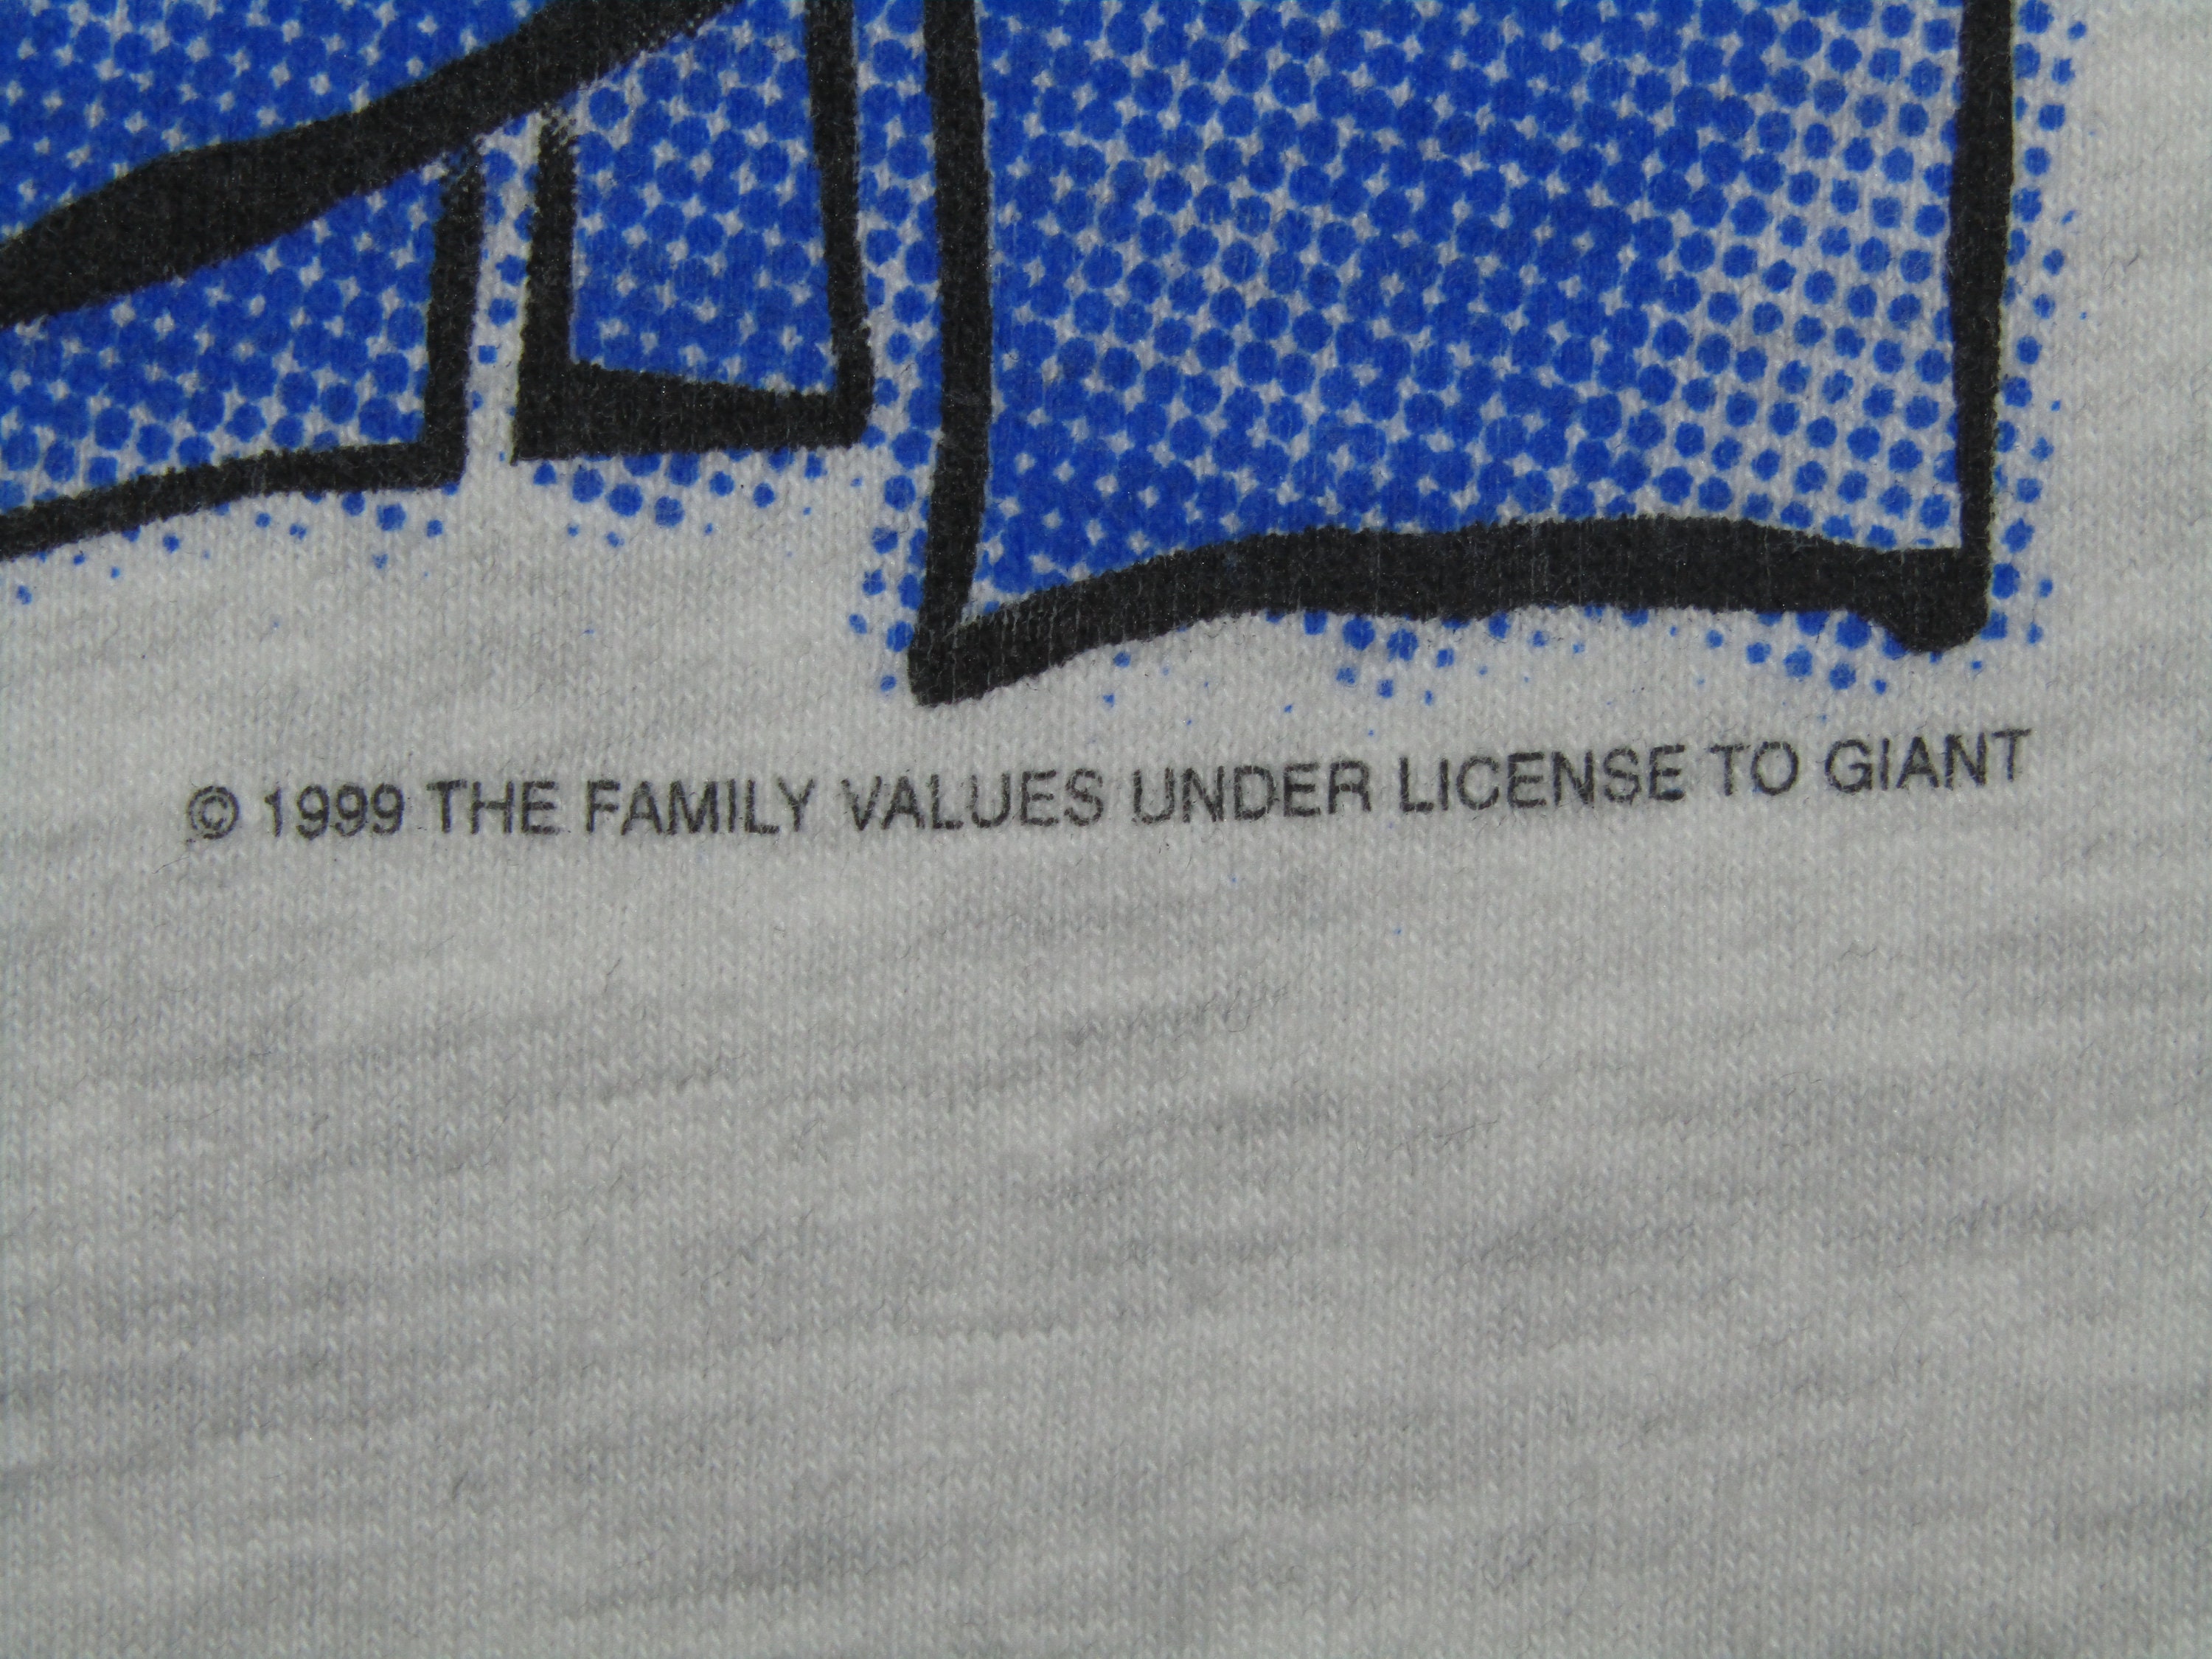 © 1999 THE FAMILY VALUES UNDER LICENSE TO GIANT